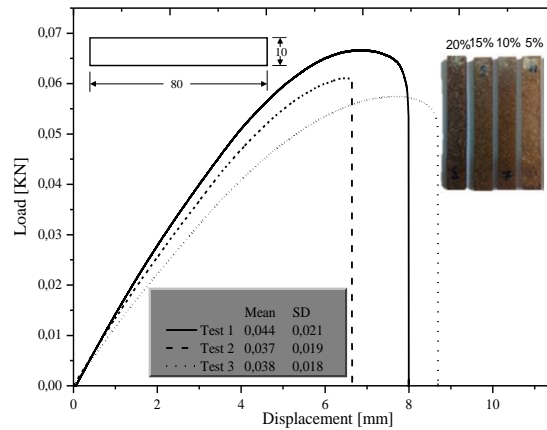 20% 15% 10% 5%
10
80
Load [KN]
0,07
0,06
0,05
0,04
0,03
0,02
0,01
0,00
Mean SD
Test 1 0,044 0,021
Test 2 0,037 0,019
Test 3 0,038 0,018
0 2 4 6 8 10
Displacement [mm]